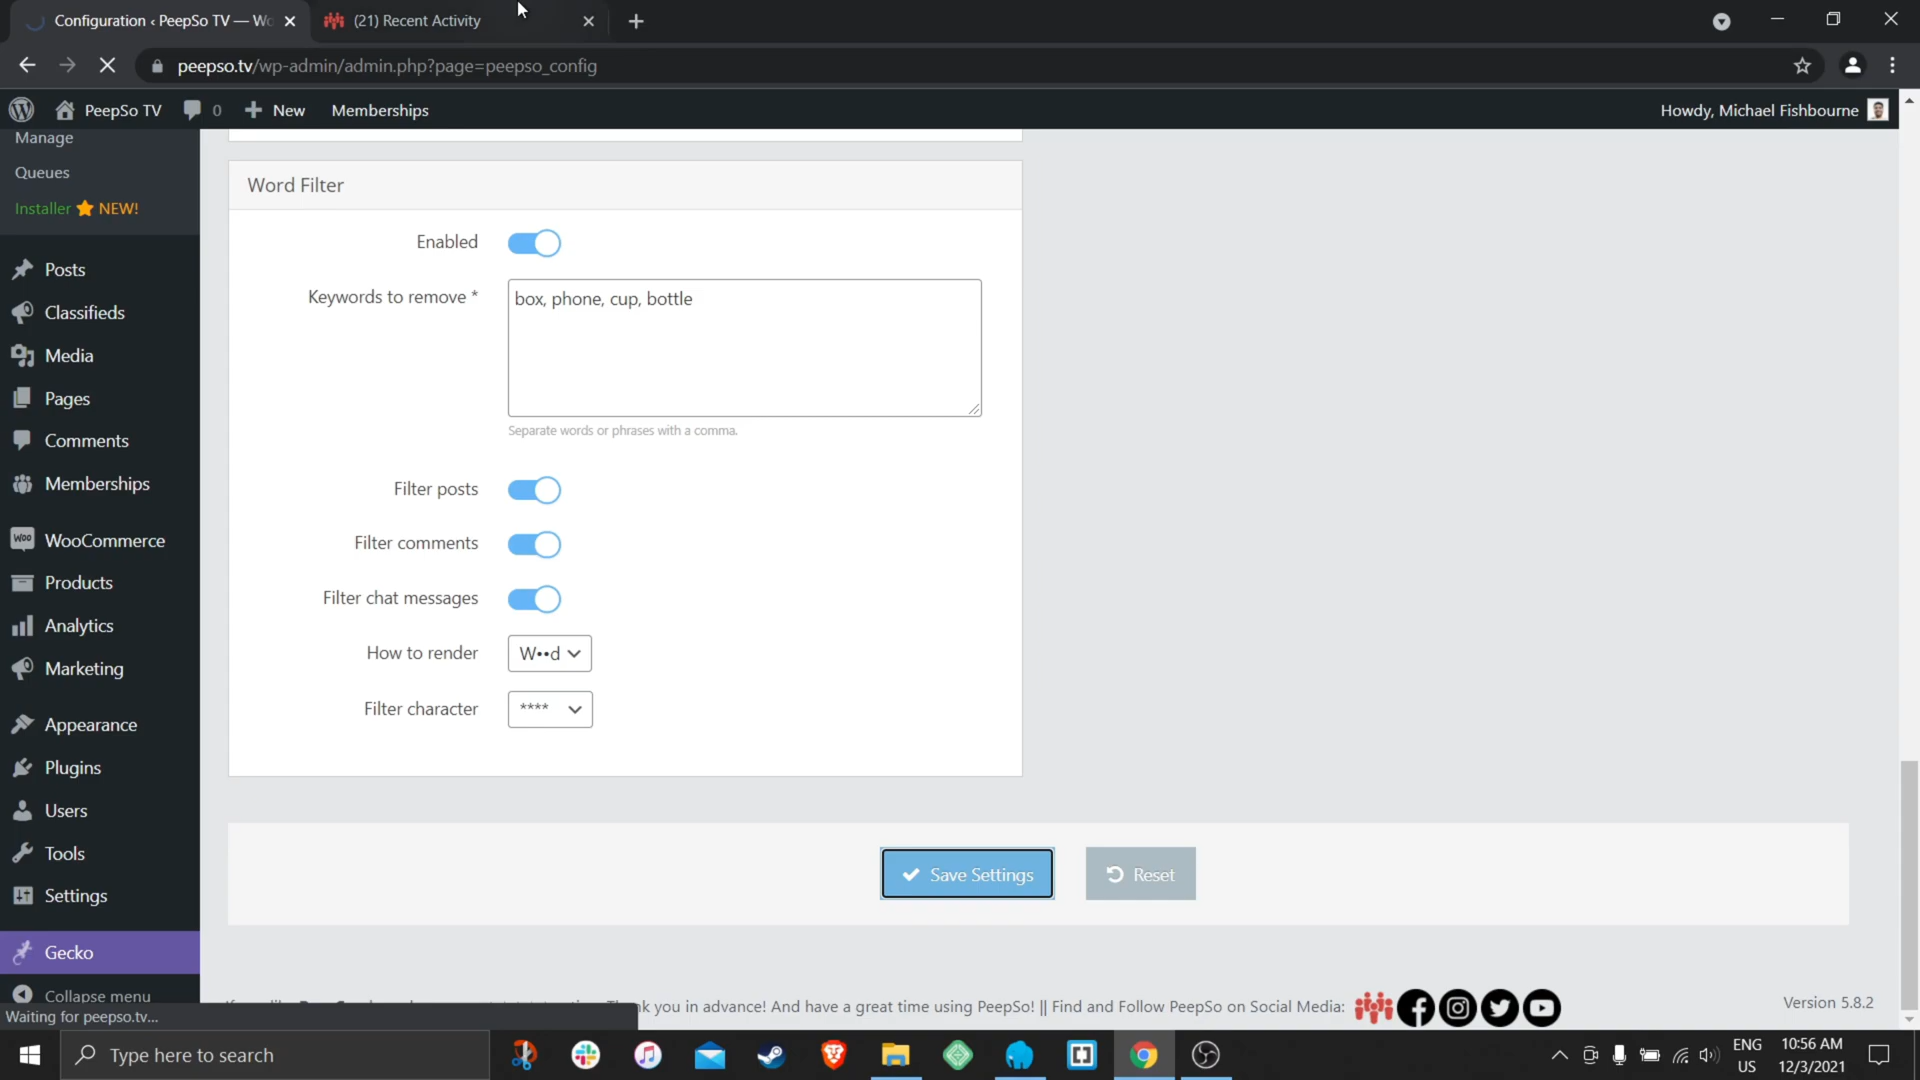 Configuration ‹ PeepSo TV — Wo
(21) Recent Activity
peepso.tv/wp-admin/admin.php?page=peepso_config
PeepSo TV
0
New
Memberships
Howdy, Michael Fishbourne
Manage
Queues
Installer NEW!
Posts
Classifieds
Media
Pages
Comments
Memberships
WOO WooCommerce
Products
Analytics
Marketing
Appearance
Plugins
Users
Tools
Settings
Gecko
Collapse menu
Word Filter
Enabled
Keywords to remove *
box, phone, cup, bottle
Separate words or phrases with a comma.
Filter posts
Filter comments
Filter chat messages
How to render
W••d
Filter character
****
Save Settings
Reset
you in advance! And have a great time using PeepSo! || Find and Follow PeepSo on Social Media:
Version 5.8.2
Waiting for peepso.tv...
Type here to search
ENG
US
10:56 AM
12/3/2021